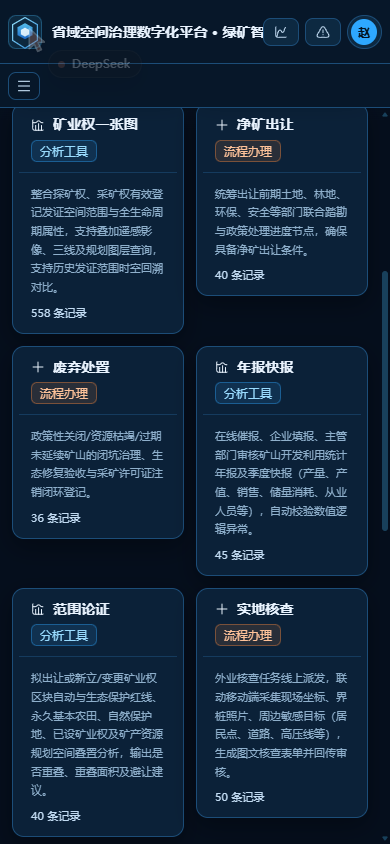 省域空间治理数字化平台 • 绿矿智
赵
DeepSeek
矿业权一张图
分析工具
整合探矿权、采矿权有效登
记发证空间范围与全生命周
期属性，支持叠加遥感影
像、三线及规划图层查询，
支持历史发证范围时空回溯
对比。
558 条记录
净矿出让
流程办理
统筹出让前期土地、林地、
环保、安全等部门联合踏勘
与政策处理进度节点，确保
具备净矿出让条件。
40 条记录
废弃处置
流程办理
政策性关闭/资源枯竭/过期
未延续矿山的闭坑治理、生
态修复验收与采矿许可证注
销闭环登记。
36 条记录
年报快报
分析工具
在线催报、企业填报、主管
部门审核矿山开发利用统计
年报及季度快报（产量、产
值、销售、储量消耗、从业
人员等），自动校验数值逻
辑异常。
45 条记录
范围论证
分析工具
拟出让或新立/变更矿业权
区块自动与生态保护红线、
永久基本农田、自然保护
地、已设矿业权及矿产资源
规划空间叠置分析，输出是
否重叠、重叠面积及避让建
议。
40 条记录
实地核查
流程办理
外业核查任务线上派发，联
动移动端采集现场坐标、界
桩照片、周边敏感目标（居
民点、道路、高压线等），
生成图文核查表单并回传审
核。
50 条记录